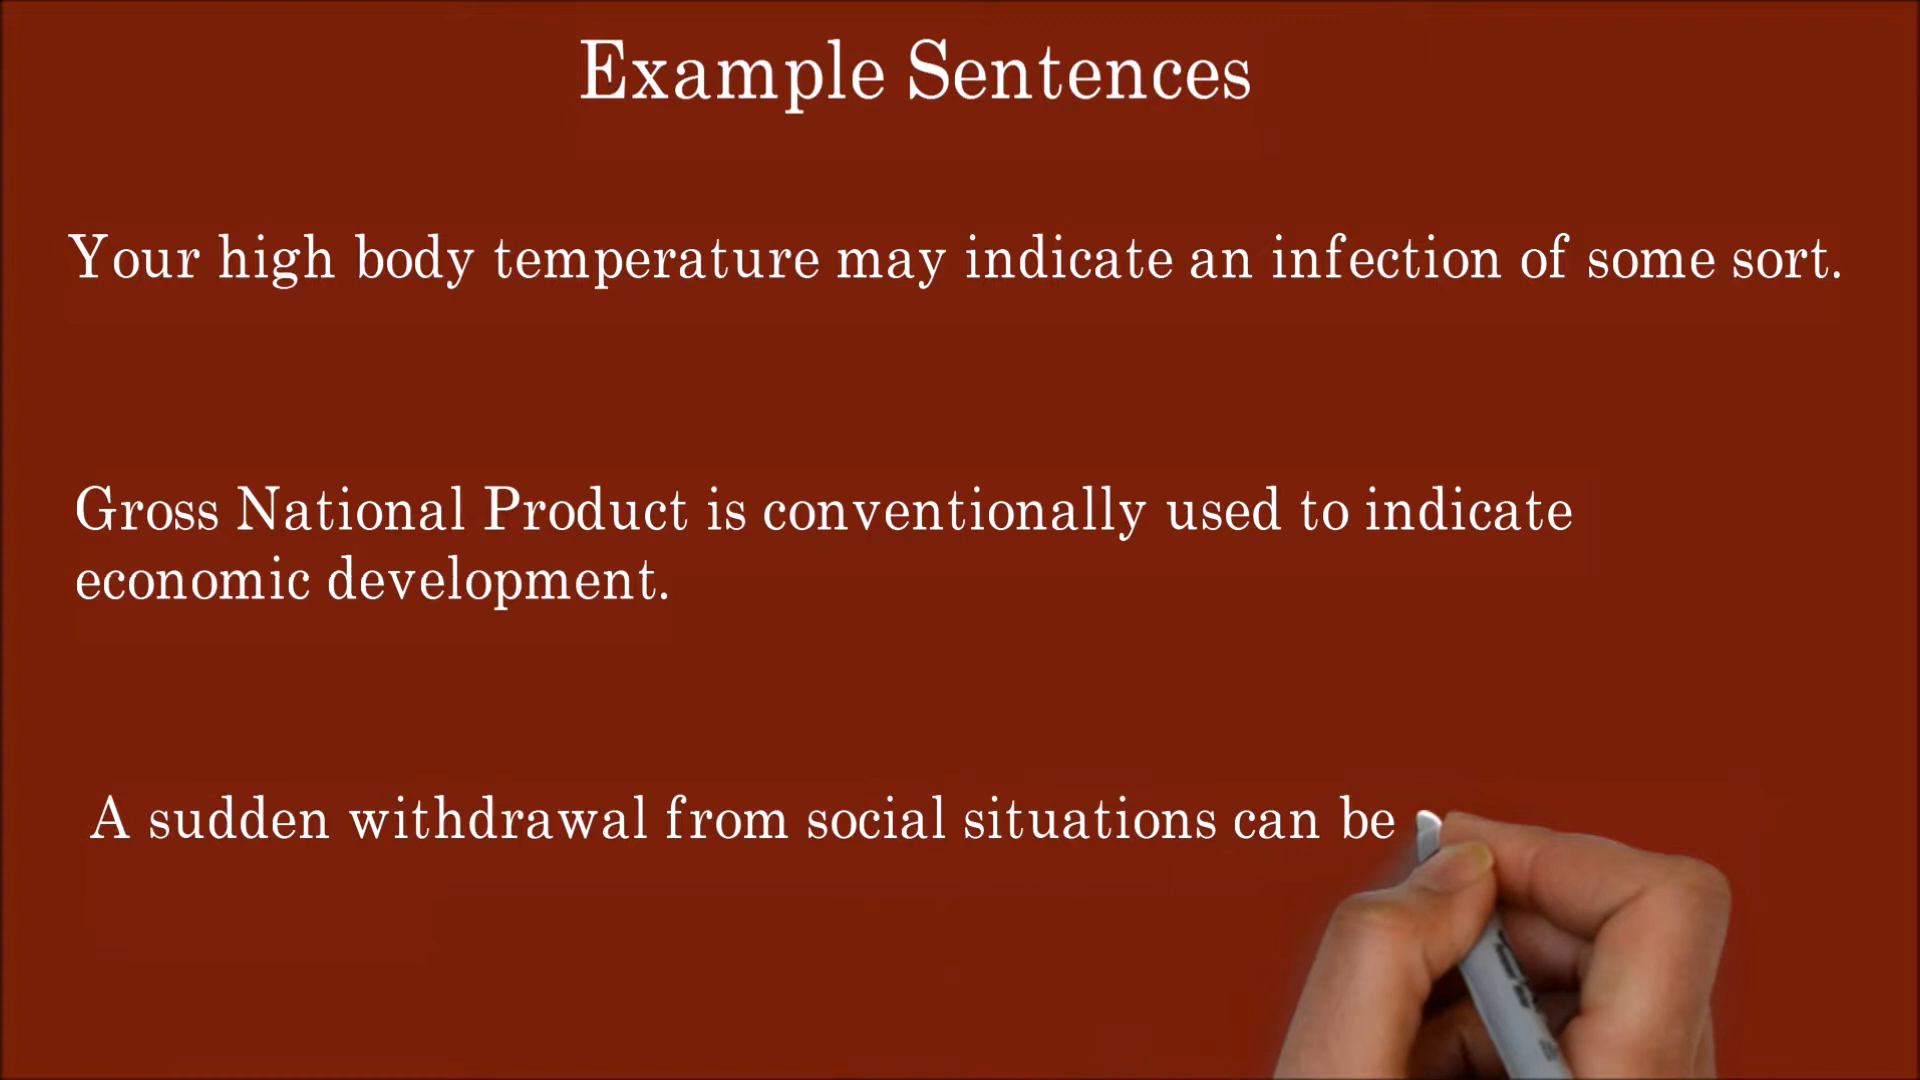 Example Sentences
Your high body temperature may indicate an infection of some sort.
Gross National Product is conventionally used to indicate
economic development.
A sudden withdrawal from social situations can be